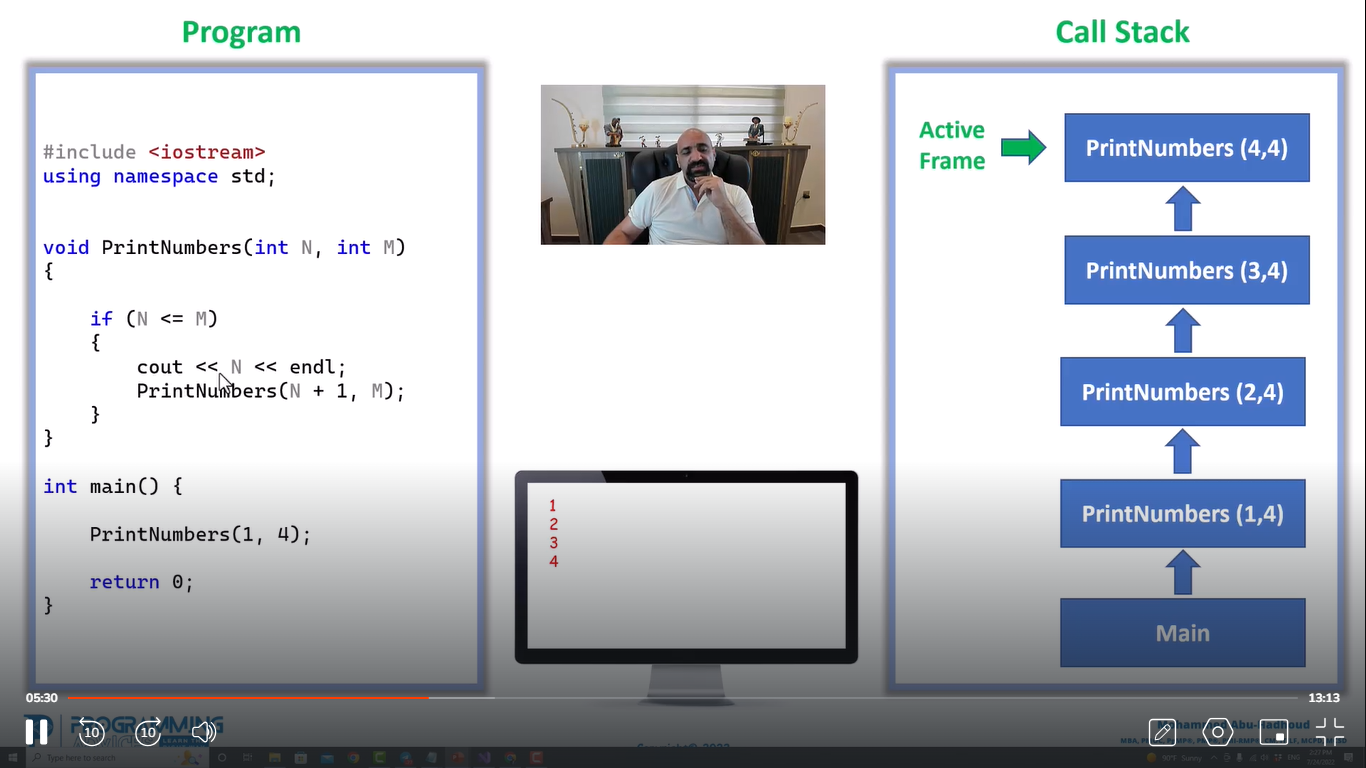 Program
Call Stack
#include <iostream>
using namespace std;
void PrintNumbers(int N, int M)
{
if (N <= M)
{
cout << N << endl;
PrintNumbers(N + 1, M);
}
}
int main() {
PrintNumbers(1, 4);
return 0;
}
1
2
3
4
Active
Frame
PrintNumbers (4,4)
PrintNumbers (3,4)
PrintNumbers (2,4)
PrintNumbers (1,4)
Main
05:30
13:13
10
10
PROGRAMMING
Mohammed Abu-Hadhoud
Type here to search